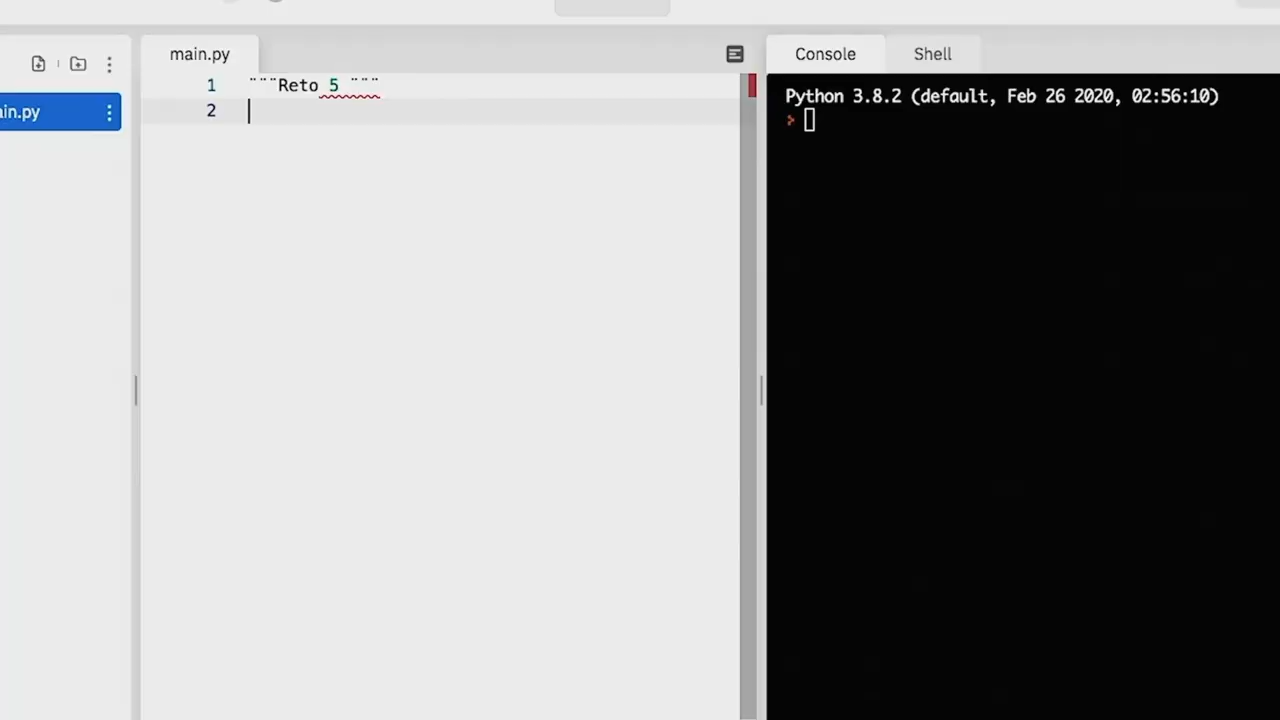 main.py
Console
Shell
ain.py
1 ¨¨¨Reto 5 ¨¨¨
2
Python 3.8.2 (default, Feb 26 2020, 02:56:10)